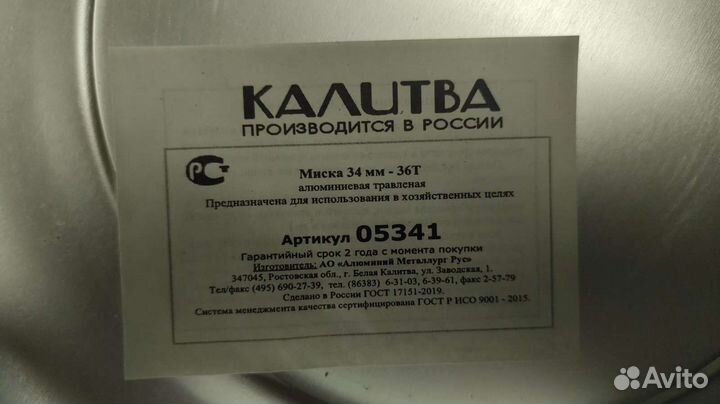 КАЛИТВА
ПРОИЗВОДИТСЯ В РОССИИ
РСТ
Миска 34 мм - 36Т
алюминиевая травленая
Предназначена для использования в хозяйственных целях
Артикул 05341
Гарантийный срок 2 года с момента покупки
Изготовитель: АО «Алюминий Металлург Рус»
347045, Ростовская обл., г. Белая Калитва, ул. Заводская, 1.
Тел/факс (495) 690-27-39, тел. (86383) 6-31-03, 6-39-61, факс 2-57-79
Сделано в России ГОСТ 17151-2019.
Система менеджмента качества сертифицирована ГОСТ Р ИСО 9001 - 2015.
Avito